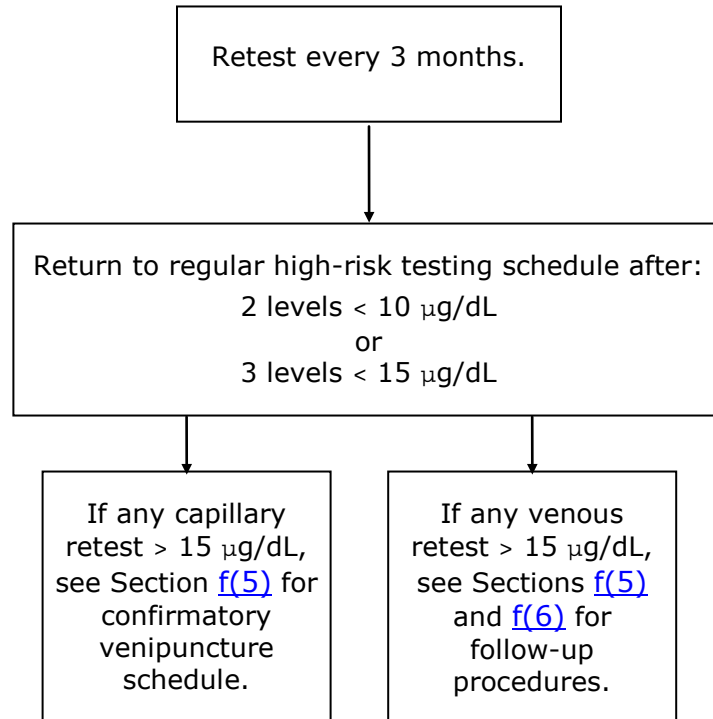 Retest every 3 months.
Return to regular high-risk testing schedule after:
2 levels < 10 μg/dL
or
3 levels < 15 μg/dL
If any capillary
retest > 15 μg/dL,
see Section f(5) for
confirmatory
venipuncture
schedule.
If any venous
retest > 15 μg/dL,
see Sections f(5)
and f(6) for
follow-up
procedures.